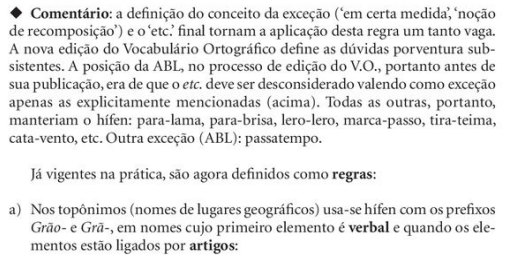 ◆ Comentário: a definição do conceito da exceção (‘em certa medida’, ‘noção
de recomposição’) e o ‘etc.’ final tornam a aplicação desta regra um tanto vaga.
A nova edição do Vocabulário Ortográfico define as dúvidas porventura sub-
sistentes. A posição da ABL, no processo de edição do V.O., portanto antes de
sua publicação, era de que o etc. deve ser desconsiderado valendo como exceção
apenas as explicitamente mencionadas (acima). Todas as outras, portanto,
manteriam o hífen: para-lama, para-brisa, lero-lero, marca-passo, tira-teima,
cata-vento, etc. Outra exceção (ABL): passatempo.
Já vigentes na prática, são agora definidos como regras:
a) Nos topônimos (nomes de lugares geográficos) usa-se hífen com os prefixos
Grão- e Grã-, em nomes cujo primeiro elemento é verbal e quando os ele-
mentos estão ligados por artigos: